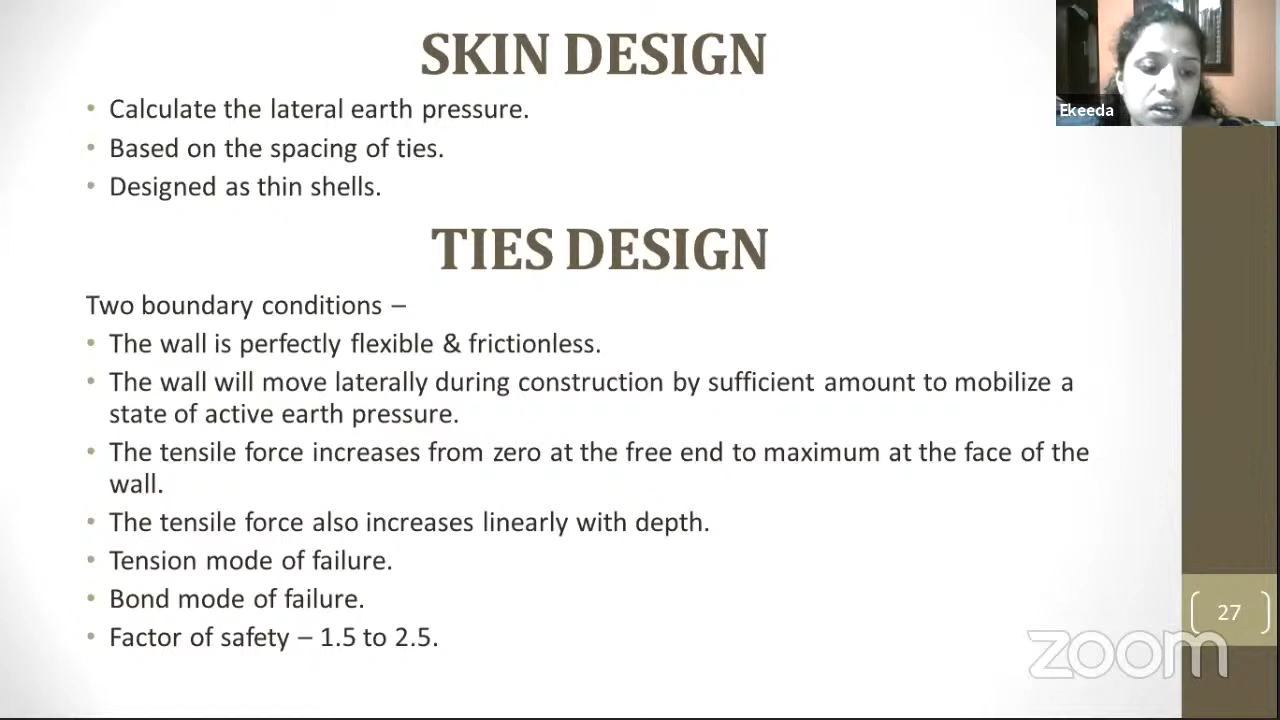 SKIN DESIGN
• Calculate the lateral earth pressure.
• Based on the spacing of ties.
• Designed as thin shells.
TIES DESIGN
Two boundary conditions –
• The wall is perfectly flexible & frictionless.
• The wall will move laterally during construction by sufficient amount to mobilize a
state of active earth pressure.
• The tensile force increases from zero at the free end to maximum at the face of the
wall.
• The tensile force also increases linearly with depth.
• Tension mode of failure.
• Bond mode of failure.
• Factor of safety – 1.5 to 2.5.
Ekeeda
27
zoom